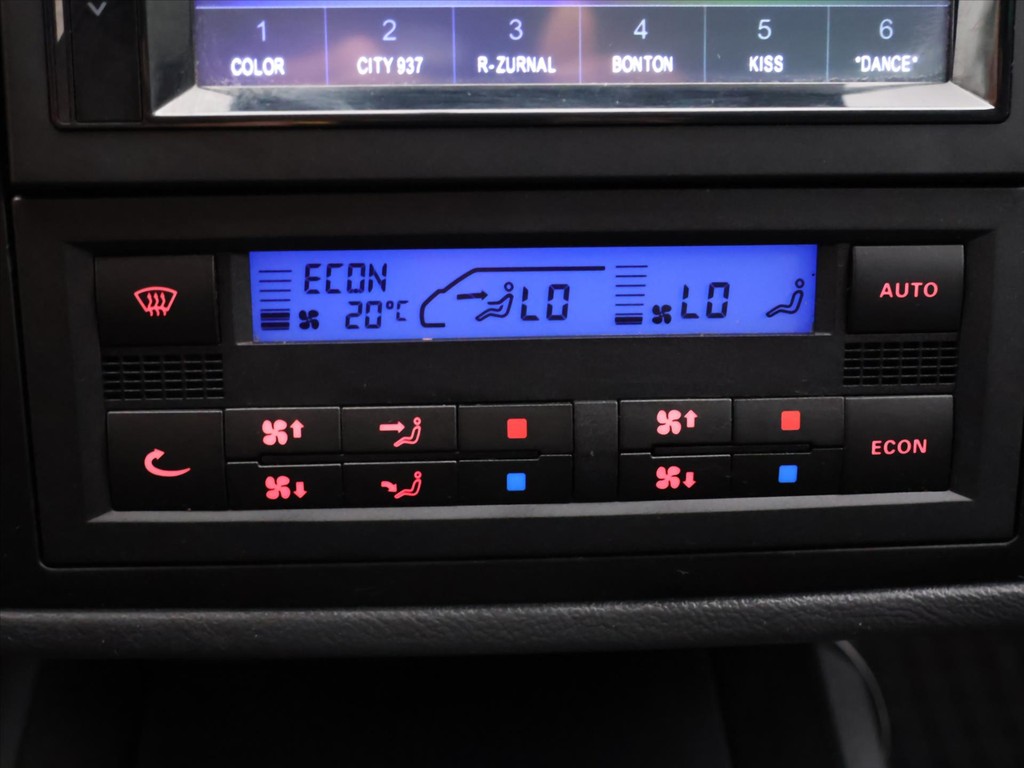 1 2 3 4 5 6
COLOR CITY 937 R-ZURNAL BONTON KISS *DANCE*
ECON
20°C LO LO
AUTO
ECON